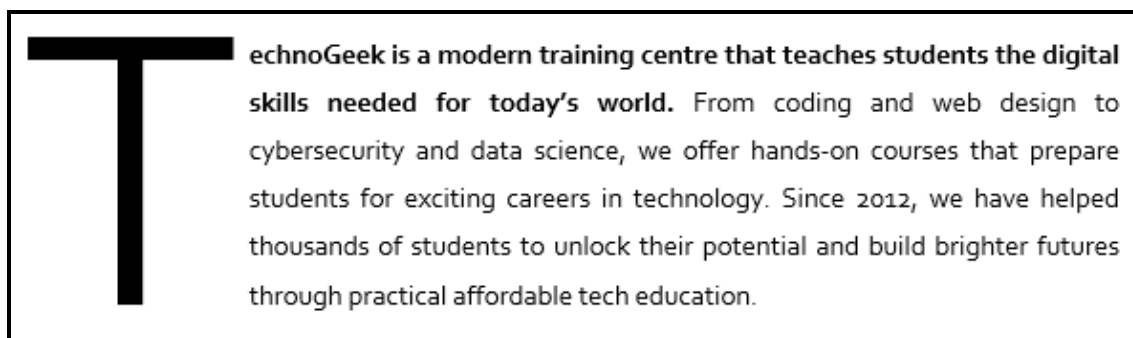 TechnoGeek is a modern training centre that teaches students the digital
skills needed for today's world. From coding and web design to
cybersecurity and data science, we offer hands-on courses that prepare
students for exciting careers in technology. Since 2012, we have helped
thousands of students to unlock their potential and build brighter futures
through practical affordable tech education.